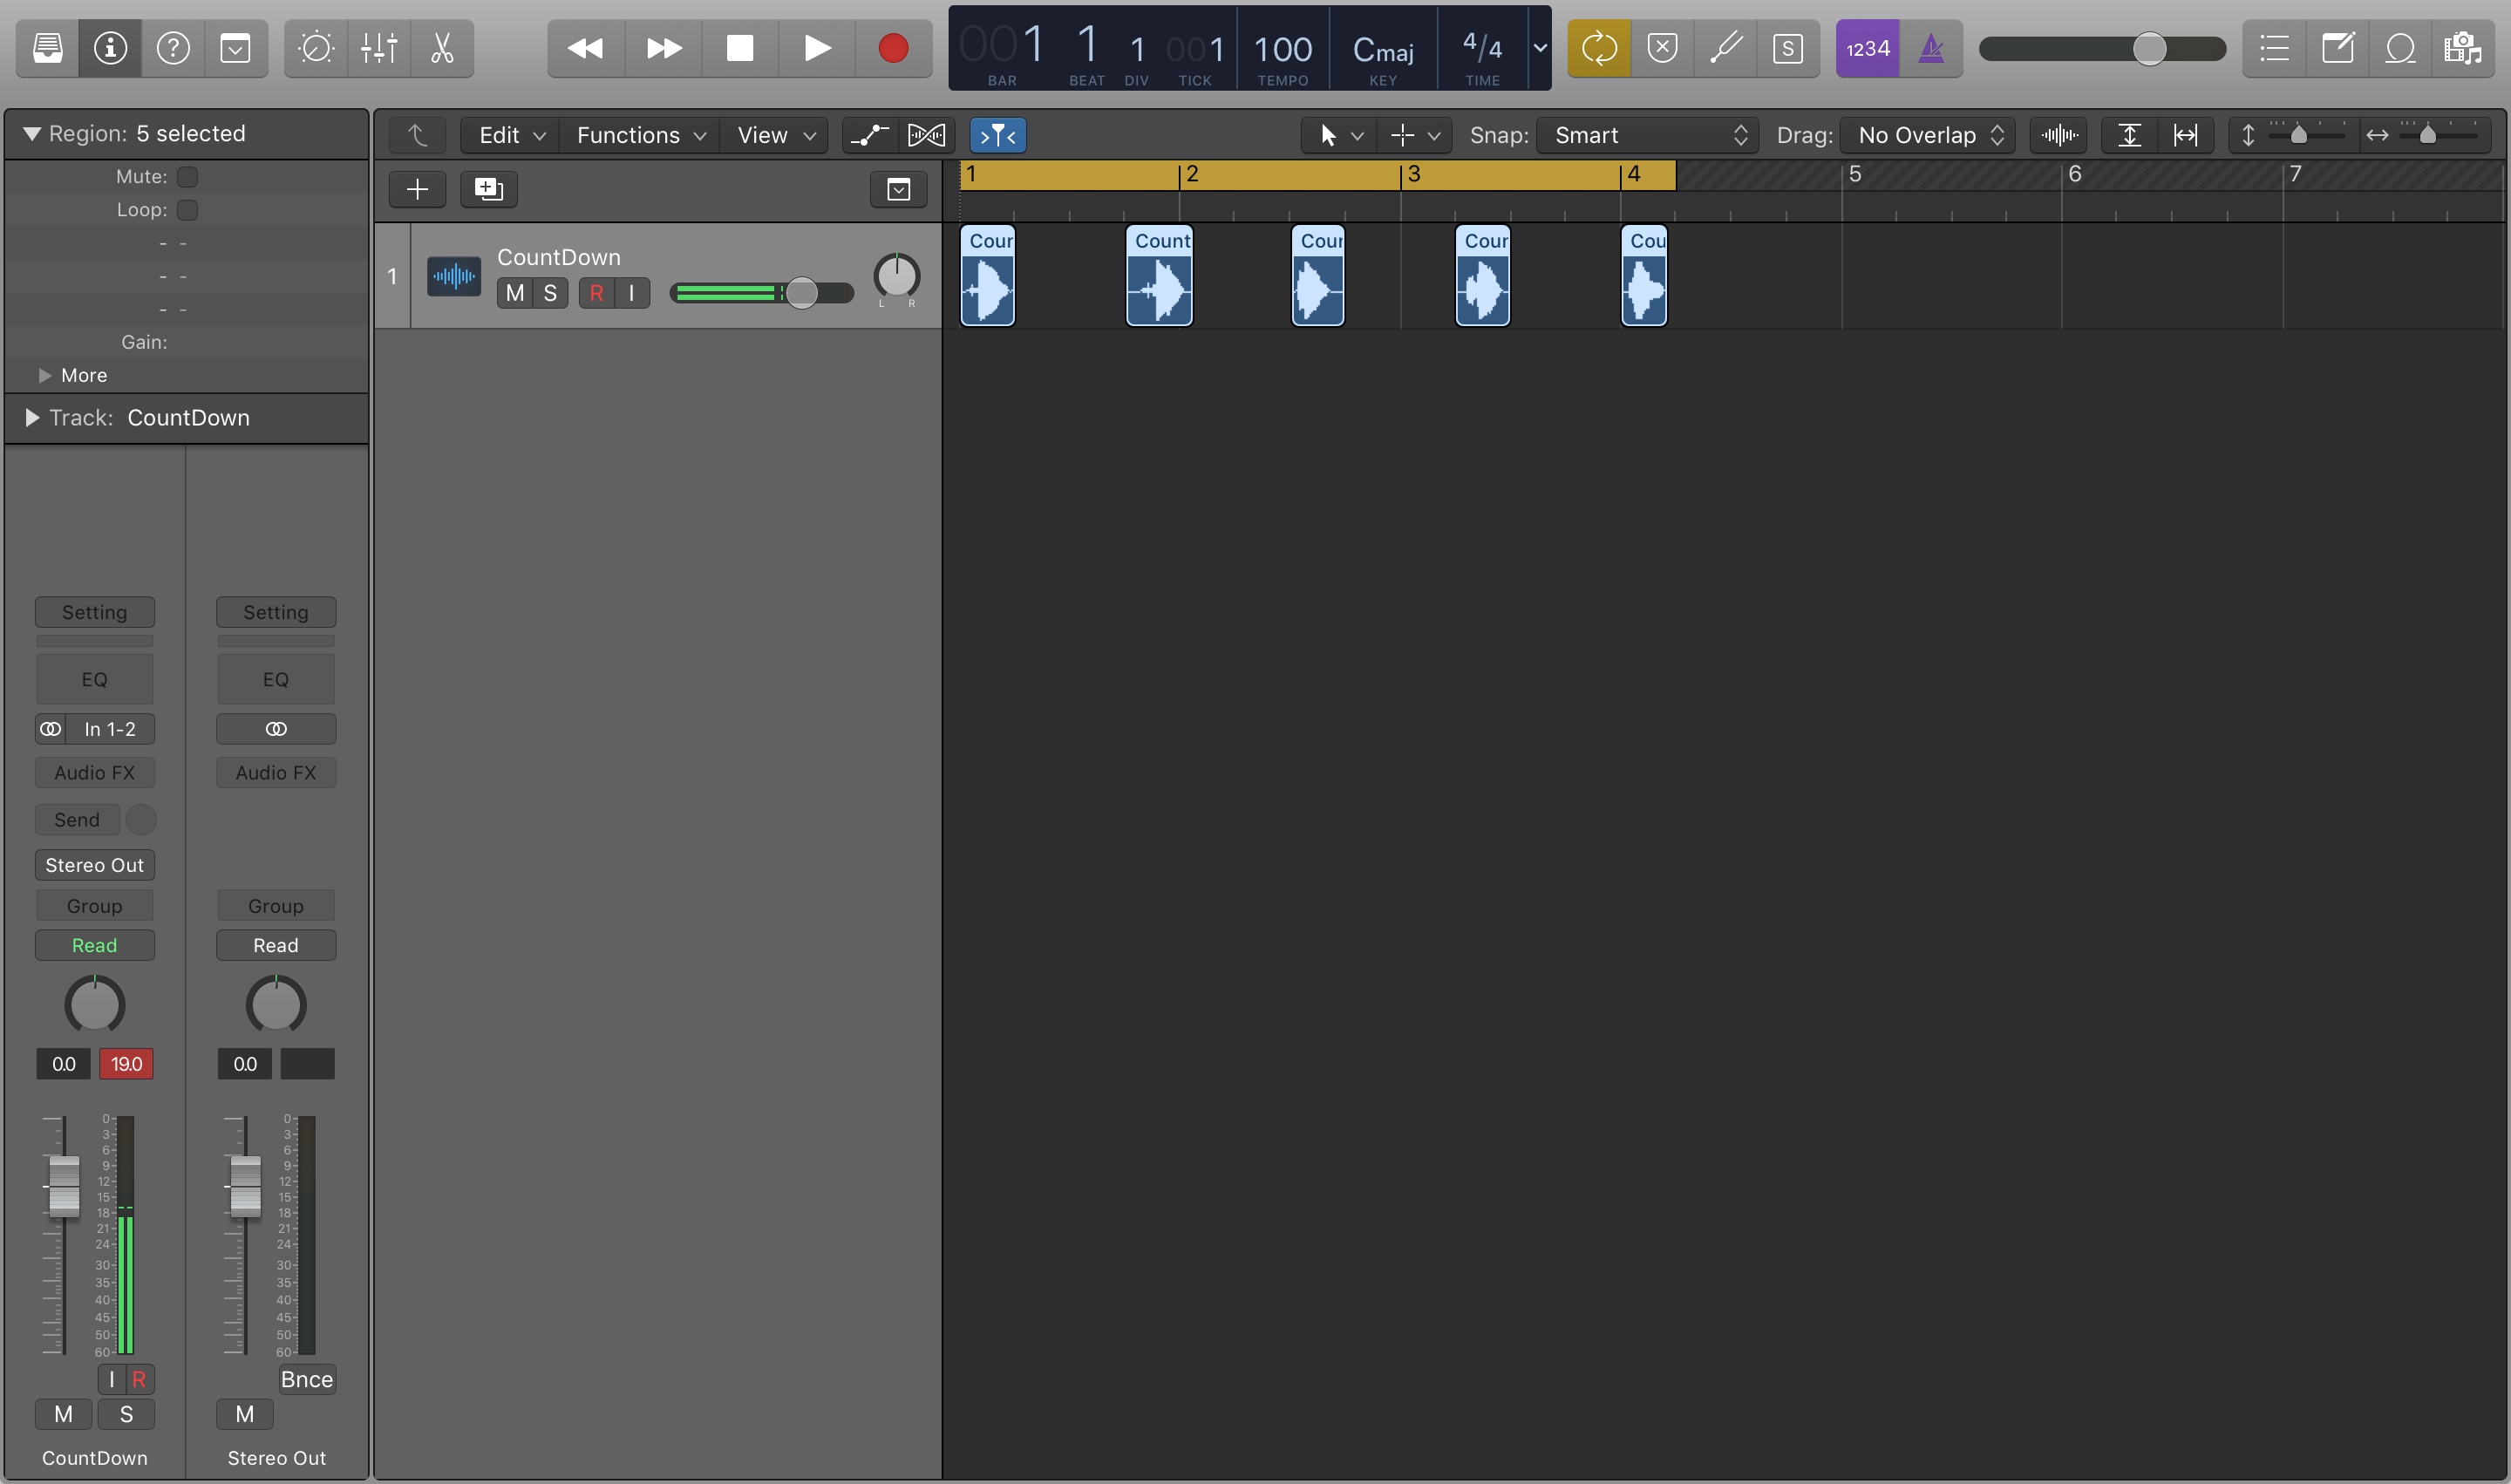 001 1 1 001 100 Cmaj 4/4
BAR BEAT DIV TICK TEMPO KEY TIME
S
1234
Region: 5 selected
Mute:
Loop:
- -
- -
- -
Gain:
More
Track: CountDown
Edit Functions View
Snap: Smart
Drag: No Overlap
1 2 3 4 5 6 7
1
CountDown
M S R I
L R
Cour Count Cour Cour Cou
Setting Setting
EQ EQ
In 1-2
Audio FX Audio FX
Send
Stereo Out
Group Group
Read Read
0.0 19.0 0.0
0 0
3 3
6 6
9 9
12 12
15 15
18 18
21 21
24 24
30 30
35 35
40 40
45 45
50 50
60 60
I R Bnce
M S M
CountDown Stereo Out